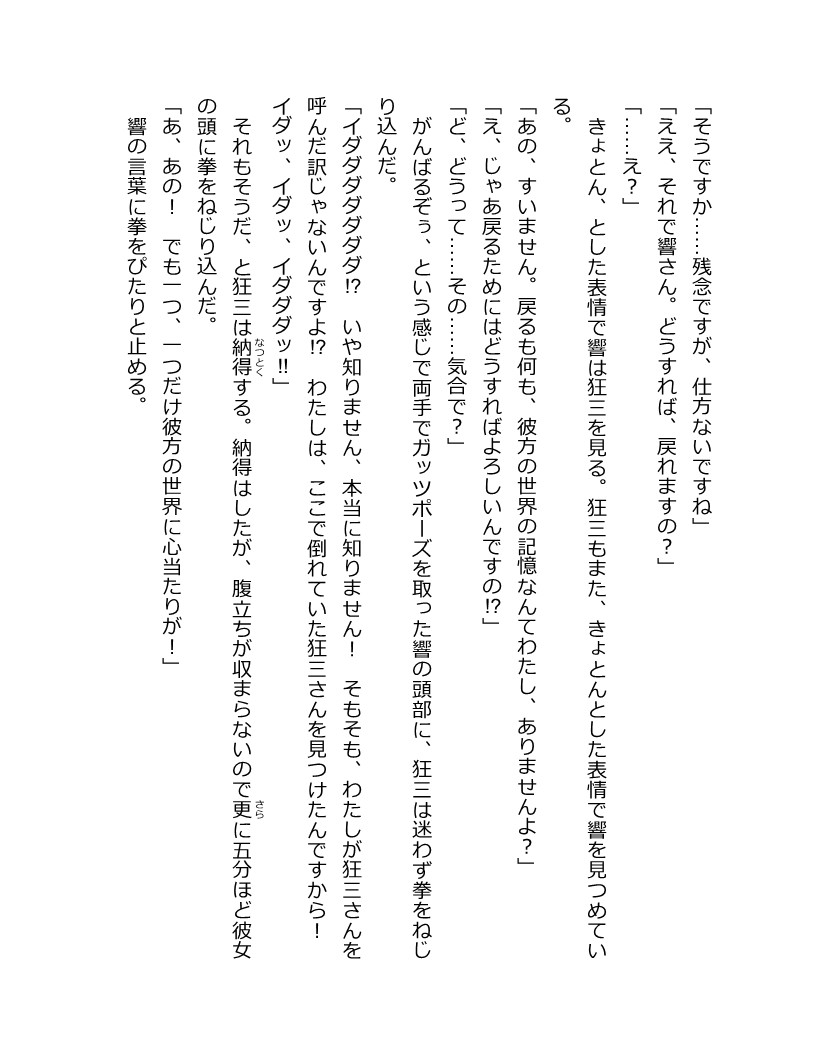 「そうですか……残念ですが、仕方ないですね」
「ええ、それで響さん。どうすれば、戻れますの？」
「……え？」
　きょとん、とした表情で響は狂三を見る。狂三もまた、きょとんとした表情で響を見つめてい
る。
「あの、すいません。戻るも何も、彼方の世界の記憶なんてわたし、ありませんよ？」
「え、じゃあ戻るためにはどうすればよろしいんですの⁉」
「ど、どうって……その……気合で？」
　がんばるぞぅ、という感じで両手でガッツポーズを取った響の頭部に、狂三は迷わず拳をねじ
り込んだ。
「イダダダダダダダ⁉　いや知りません、本当に知りません！　そもそも、わたしが狂三さんを
呼んだ訳じゃないんですよ⁉　わたしは、ここで倒れていた狂三さんを見つけたんですから！
イダッ、イダッ、イダダダッ‼」
　それもそうだ、と狂三は納得なっとくする。納得はしたが、腹立ちが収まらないので更さらに五分ほど彼女
の頭に拳をねじり込んだ。
「あ、あの！　でも一つ、一つだけ彼方の世界に心当たりが！」
　響の言葉に拳をぴたりと止める。